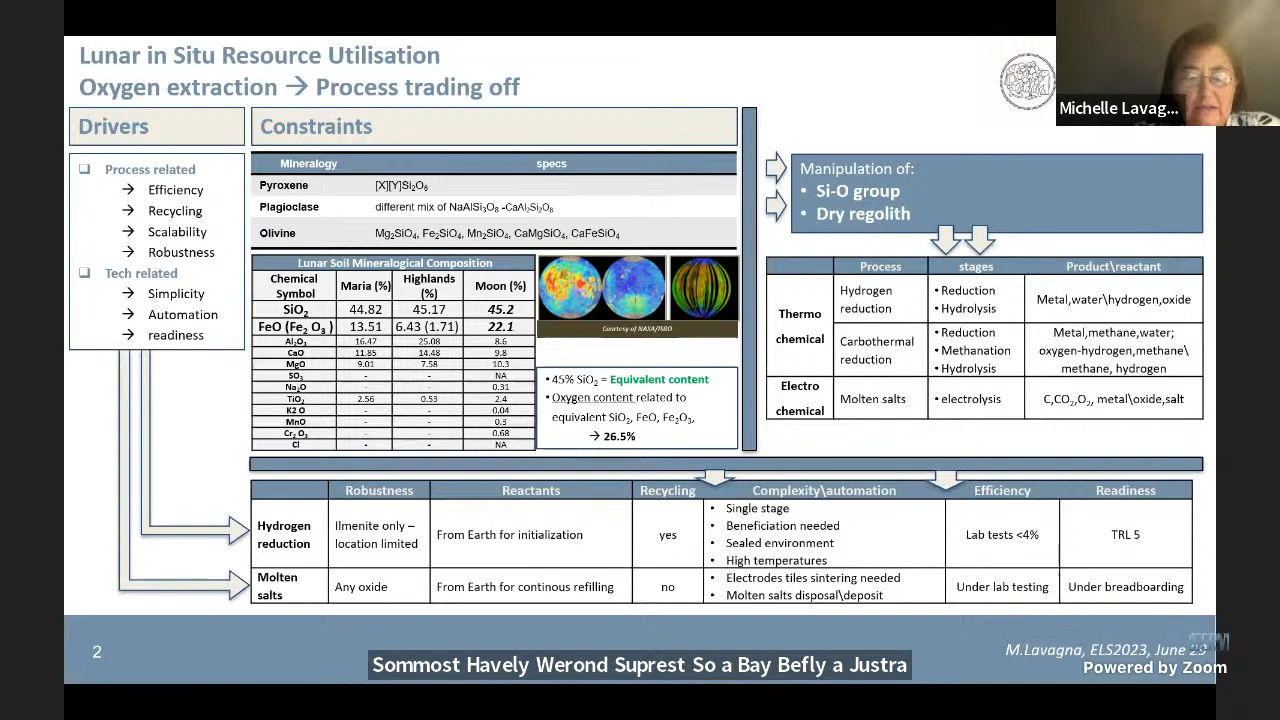 Lunar in Situ Resource Utilisation
Oxygen extraction → Process trading off
Michelle Lavag...
Drivers
Constraints
❑ Process related
→ Efficiency
→ Recycling
→ Scalability
→ Robustness
❑ Tech related
→ Simplicity
→ Automation
→ readiness
Mineralogy specs
Pyroxene [X][Y]Si₂O₆
Plagioclase different mix of NaAlSi₃O₈ -CaAl₂Si₂O₈
Olivine Mg₂SiO₄, Fe₂SiO₄, Mn₂SiO₄, CaMgSiO₄, CaFeSiO₄
Lunar Soil Mineralogical Composition
Chemical Symbol Maria (%) Highlands (%) Moon (%)
SiO₂ 44.82 45.17 45.2
FeO (Fe₂ O₃ ) 13.51 6.43 (1.71) 22.1
Al₂O₃ 16.47 25.08 8.6
CaO 11.85 14.48 9.8
MgO 9.01 7.58 10.3
SO₃ - - NA
Na₂O - - 0.31
TiO₂ 2.56 0.53 2.4
K2 O - - 0.04
MnO - - 0.3
Cr₂ O₃ - - 0.68
Cl - - NA
Courtesy of NASA/ISRO
• 45% SiO₂ = Equivalent content
• Oxygen content related to
equivalent SiO₂, FeO, Fe₂O₃,
→ 26.5%
Manipulation of:
• Si-O group
• Dry regolith
Process stages Product\reactant
Thermo chemical
Hydrogen reduction
• Reduction
• Hydrolysis
Metal,water\hydrogen,oxide
Carbothermal reduction
• Reduction
• Methanation
• Hydrolysis
Metal,methane,water;
oxygen-hydrogen,methane\
methane, hydrogen
Electro chemical
Molten salts
• electrolysis
C,CO₂,O₂, metal\oxide,salt
Robustness Reactants Recycling Complexity\automation Efficiency Readiness
Hydrogen reduction
Ilmenite only –
location limited
From Earth for initialization
yes
• Single stage
• Beneficiation needed
• Sealed environment
• High temperatures
Lab tests <4%
TRL 5
Molten salts
Any oxide
From Earth for continous refilling
no
• Electrodes tiles sintering needed
• Molten salts disposal\deposit
Under lab testing
Under breadboarding
2
M.Lavagna, ELS2023, June 29
Sommost Havely Werond Suprest So a Bay Befly a Justra
Powered by Zoom